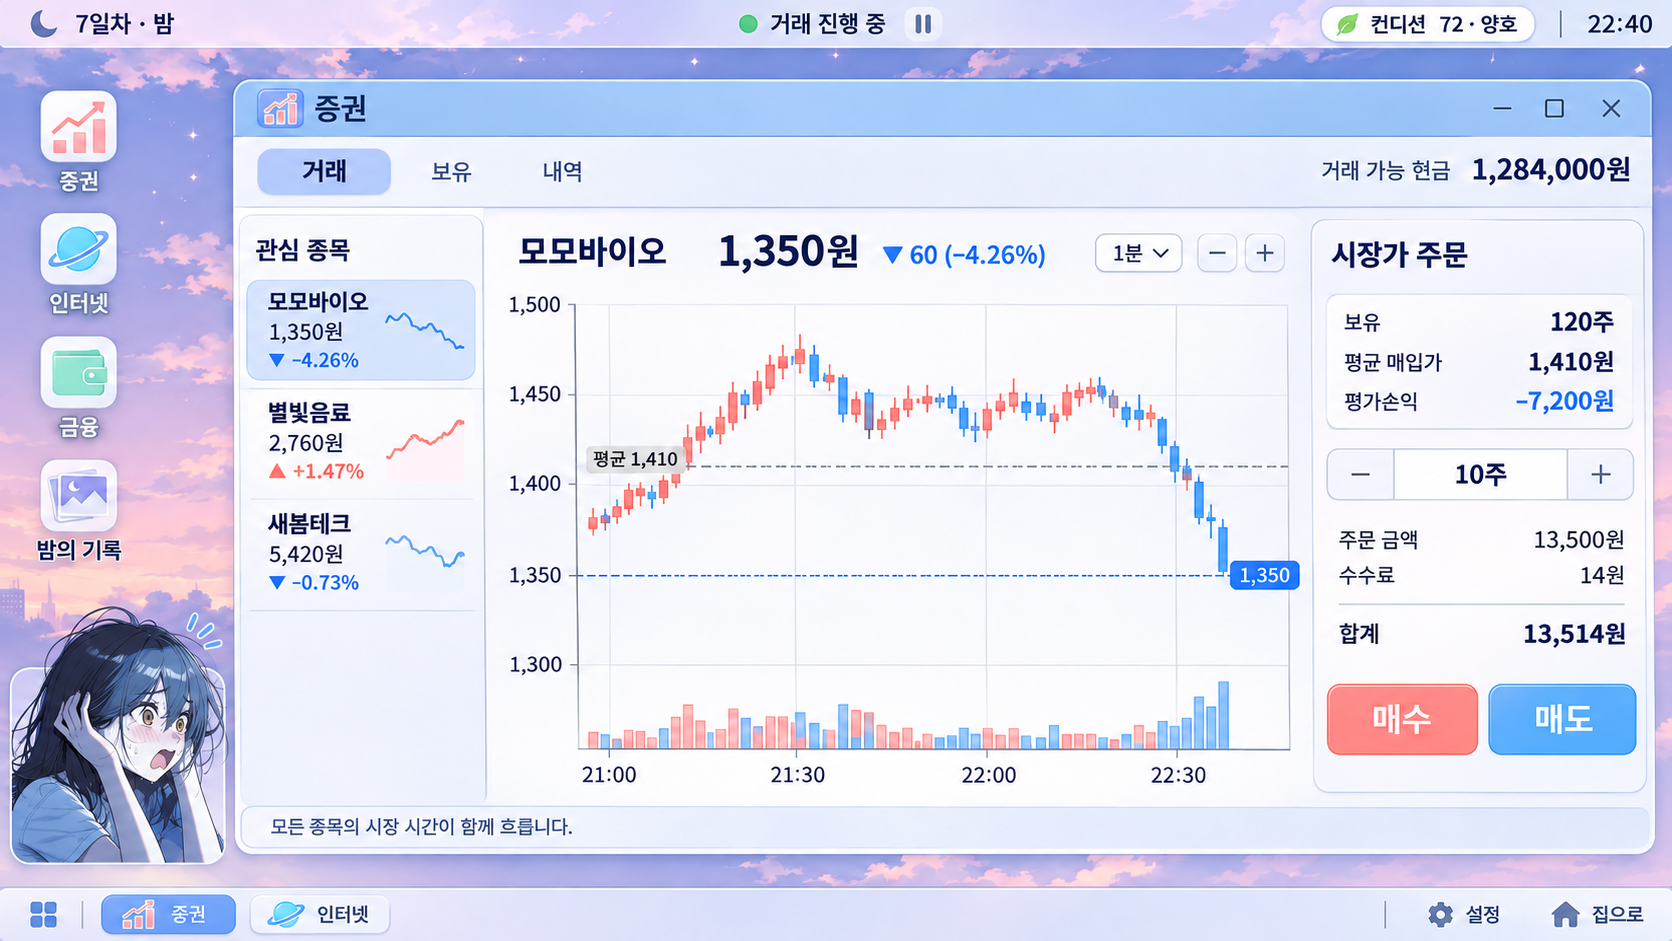 7일차 · 밤
거래 진행 중
컨디션 72 · 양호
22:40
증권
인터넷
금융
밤의 기록
증권
거래
보유
내역
거래 가능 현금 1,284,000원
관심 종목
모모바이오
1,350원
▼ -4.26%
별빛음료
2,760원
▲ +1.47%
새봄테크
5,420원
▼ -0.73%
모모바이오 1,350원 ▼ 60 (-4.26%)
1분
1,500
1,450
평균 1,410
1,400
1,350
1,350
1,300
21:00 21:30 22:00 22:30
시장가 주문
보유 120주
평균 매입가 1,410원
평가손익 -7,200원
10주
주문 금액 13,500원
수수료 14원
합계 13,514원
매수 매도
모든 종목의 시장 시간이 함께 흐릅니다.
증권
인터넷
설정
집으로